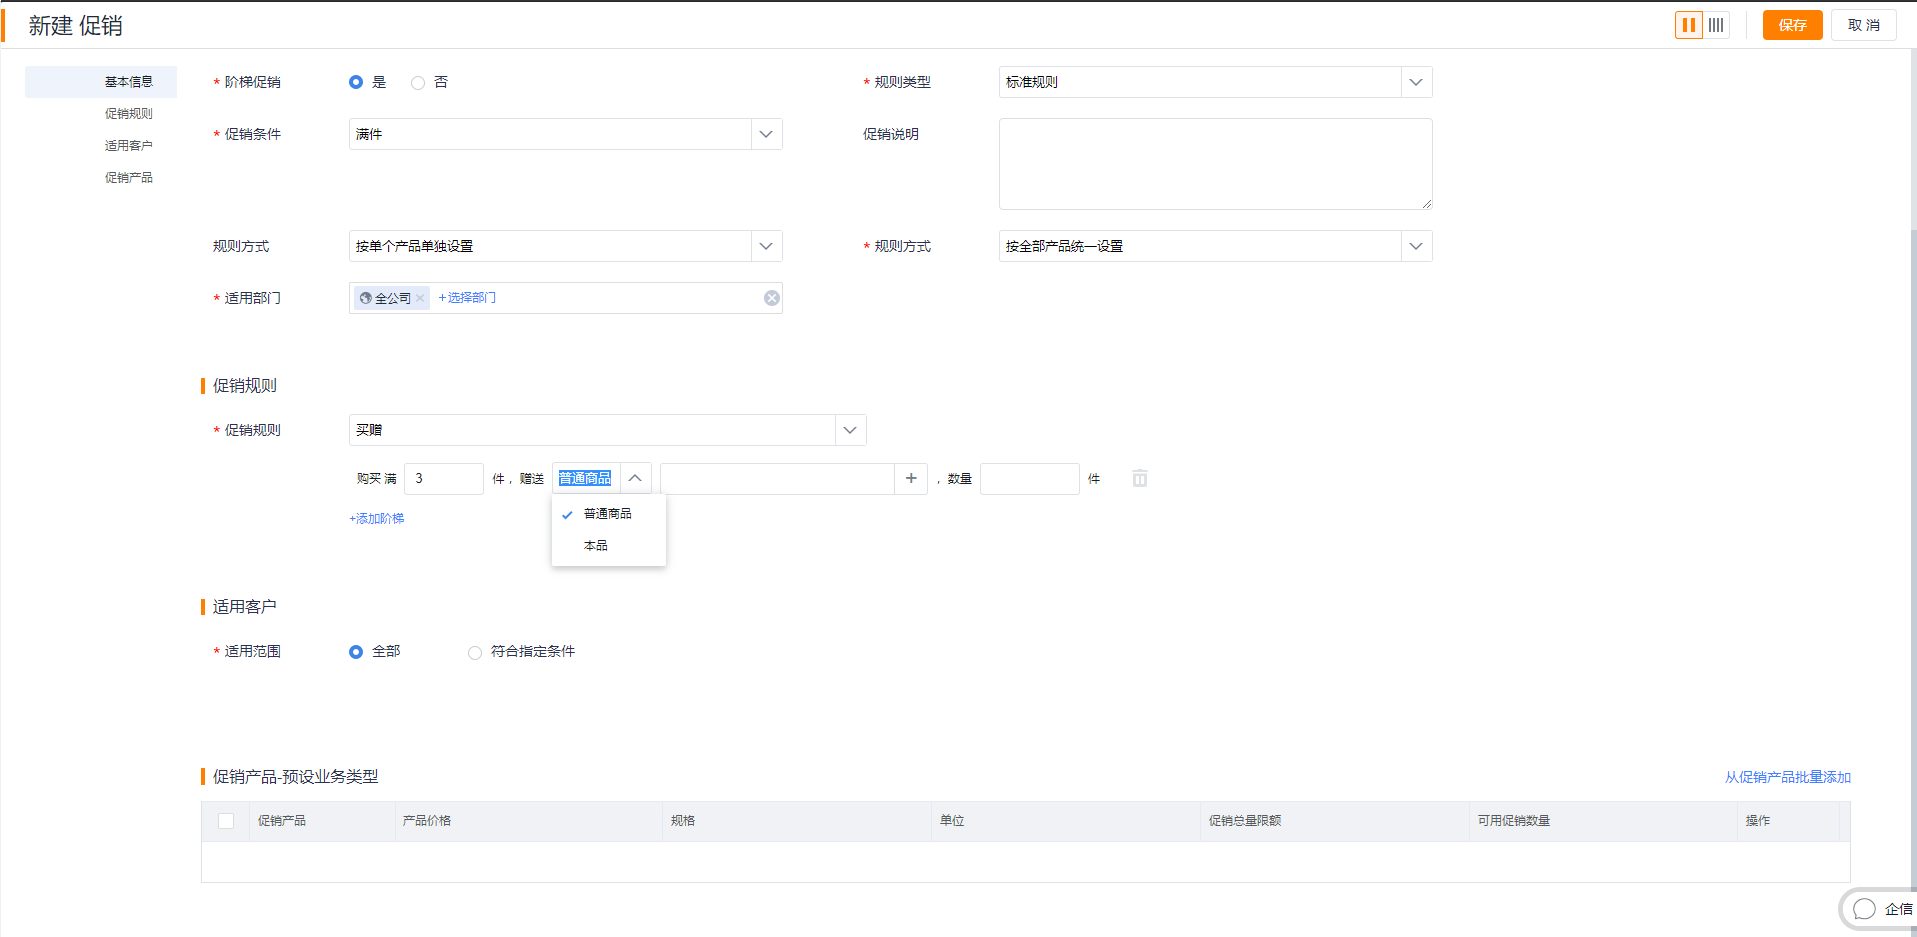 新建 促销
保存
取 消
基本信息
促销规则
适用客户
促销产品
* 阶梯促销 是 否
* 规则类型 标准规则
* 促销条件 满件
促销说明
规则方式 按单个产品单独设置
* 规则方式 按全部产品统一设置
* 适用部门 全公司 +选择部门
促销规则
* 促销规则 买赠
购买 满 3 件，赠送 普通商品 + ，数量 件
+添加阶梯
普通商品
本品
适用客户
* 适用范围 全部 符合指定条件
促销产品-预设业务类型
从促销产品批量添加
促销产品 产品价格 规格 单位 促销总量限额 可用促销数量 操作
企信